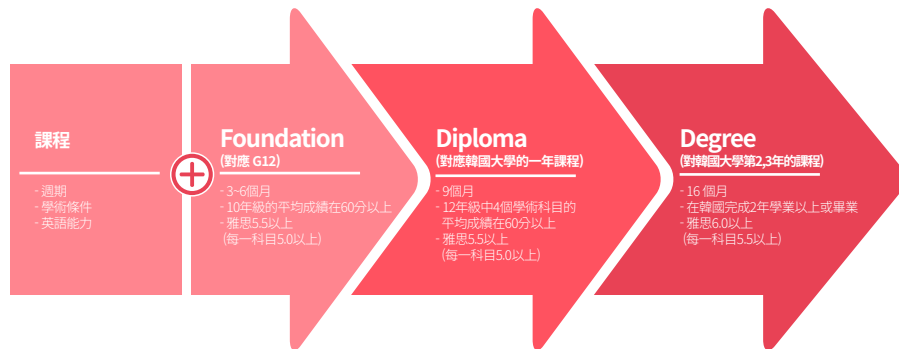 課程
- 週期
- 學術條件
- 英語能力
Foundation
(對應 G12)
- 3~6個月
- 10年級的平均成績在60分以上
- 雅思5.5以上
(每一科目5.0以上)
Diploma
(對應韓國大學的一年課程)
- 9個月
- 12年級中4個學術科目的
平均成績在60分以上
- 雅思5.5以上
(每一科目5.0以上)
Degree
(對韓國大學第2,3年的課程)
- 16 個月
- 在韓國完成2年學業以上或畢業
- 雅思6.0以上
(每一科目5.5以上)